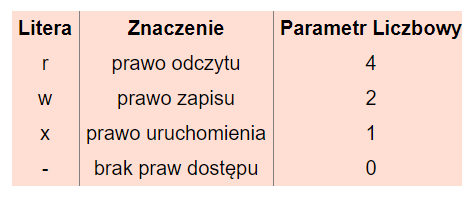 Litera Znaczenie Parametr Liczbowy
r prawo odczytu 4
w prawo zapisu 2
x prawo uruchomienia 1
- brak praw dostępu 0